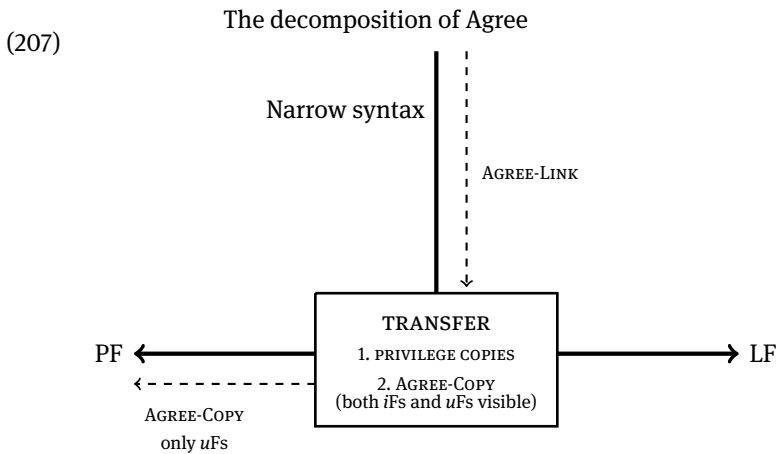 The decomposition of Agree
(207)
Narrow syntax
AGREE-LINK
TRANSFER
PF
1. PRIVILEGE COPIES
LF
2. AGREE-COPY
(both iFs and uFs visible)
AGREE-COPY
only uFs